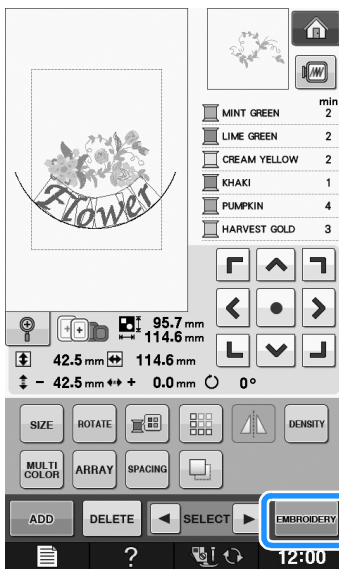 min
MINT GREEN 2
LIME GREEN 2
CREAM YELLOW 2
KHAKI 1
PUMPKIN 4
HARVEST GOLD 3
Flower
95.7 mm
114.6 mm
42.5 mm 114.6 mm
- 42.5 mm + 0.0 mm 0°
SIZE ROTATE DENSITY
MULTI COLOR ARRAY SPACING
ADD DELETE SELECT EMBROIDERY
? 12:00